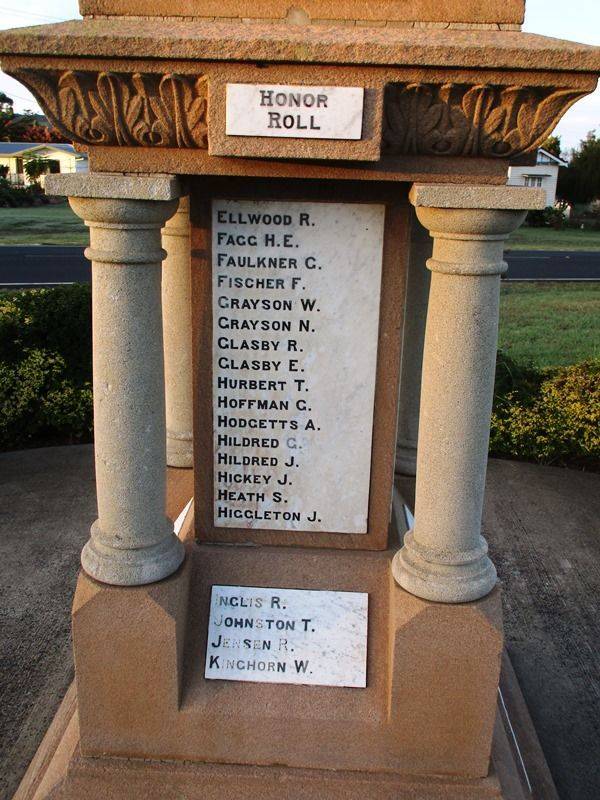 HONOR
ROLL
ELLWOOD R.
FAGG H.E.
FAULKNER G.
FISCHER F.
GRAYSON W.
GRAYSON N.
GLASBY R.
GLASBY E.
HURBERT T.
HOFFMAN G.
HODGETTS A.
HILDRED G.
HILDRED J.
HICKEY J.
HEATH S.
HIGGLETON J.
INGLIS R.
JOHNSTON T.
JENSEN R.
KINGHORN W.